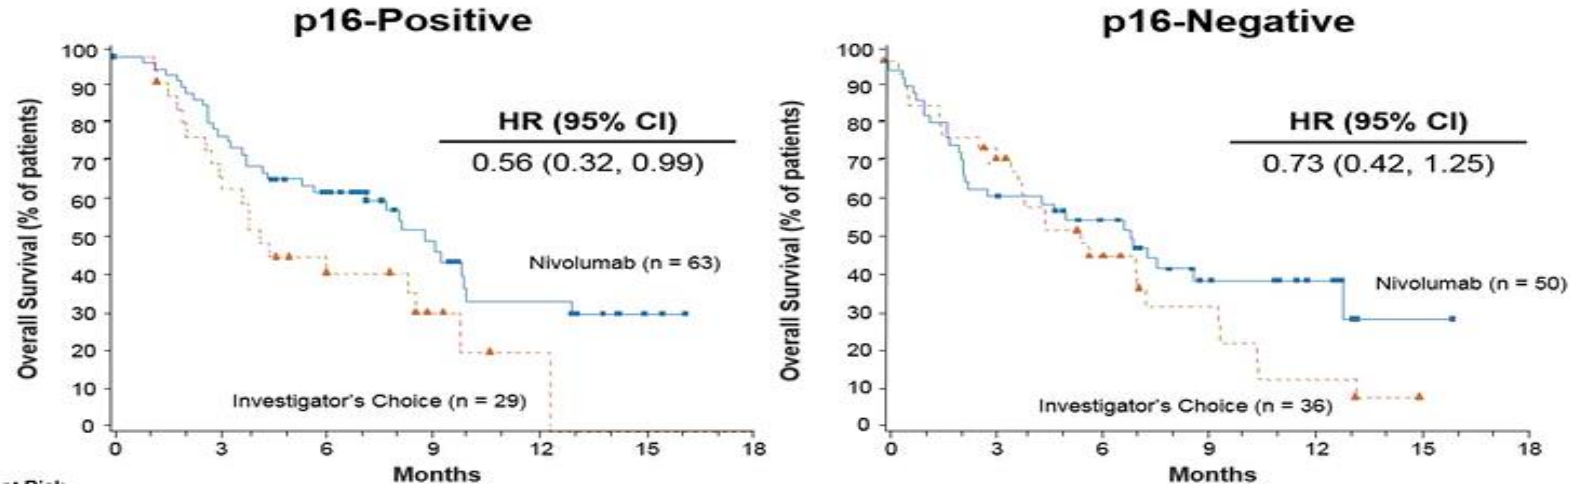 p16-Positive
100
90
80
70
60
50
40
30
20
10
0
Overall Survival (% of patients)
HR (95% CI)
0.56 (0.32, 0.99)
Nivolumab (n = 63)
Investigator's Choice (n = 29)
0 3 6 9 12 15 18
Months
p16-Negative
100
90
80
70
60
50
40
30
20
10
0
Overall Survival (% of patients)
HR (95% CI)
0.73 (0.42, 1.25)
Nivolumab (n = 50)
Investigator's Choice (n = 36)
0 3 6 9 12 15 18
Months